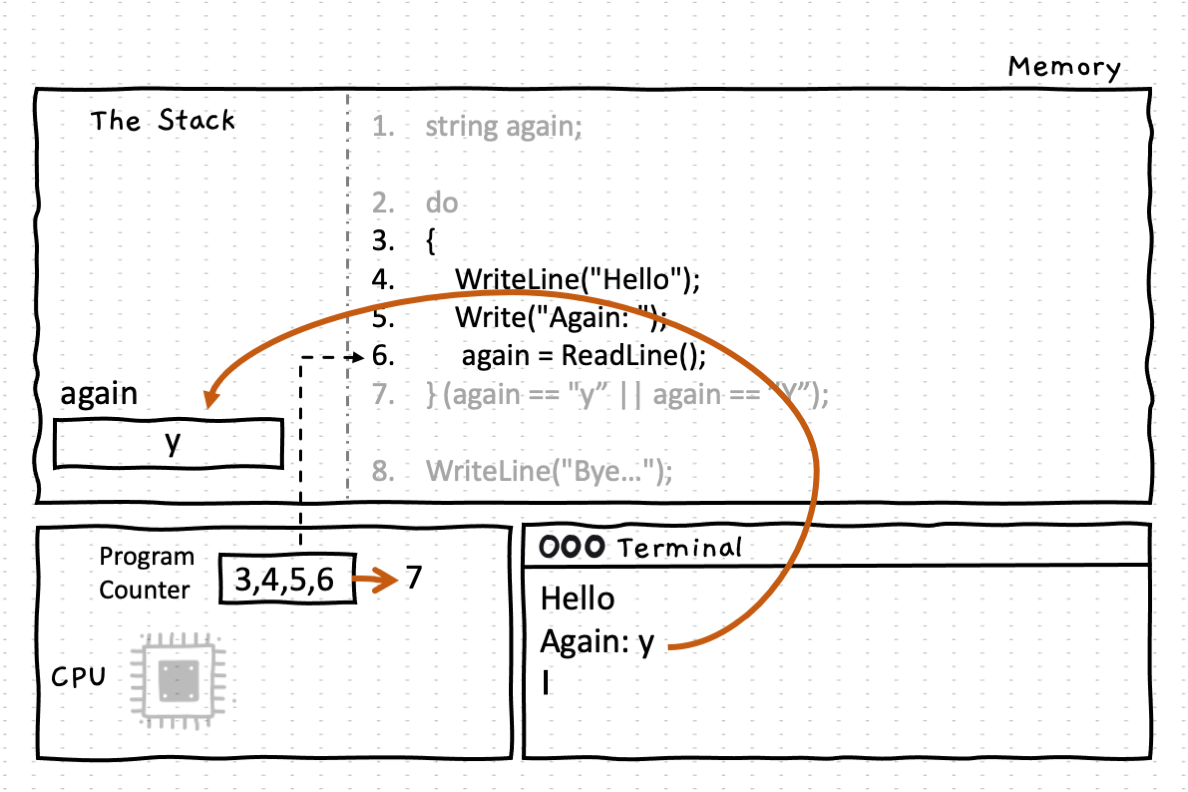 Memory
The Stack
1. string again;
2. do
3. {
4. WriteLine("Hello");
5. Write("Again: ");
6. again = ReadLine();
7. } (again == "y” || again == “Y”);
8. WriteLine("Bye...");
again
y
Program
Counter
3,4,5,6
7
CPU
Terminal
Hello
Again: y
|